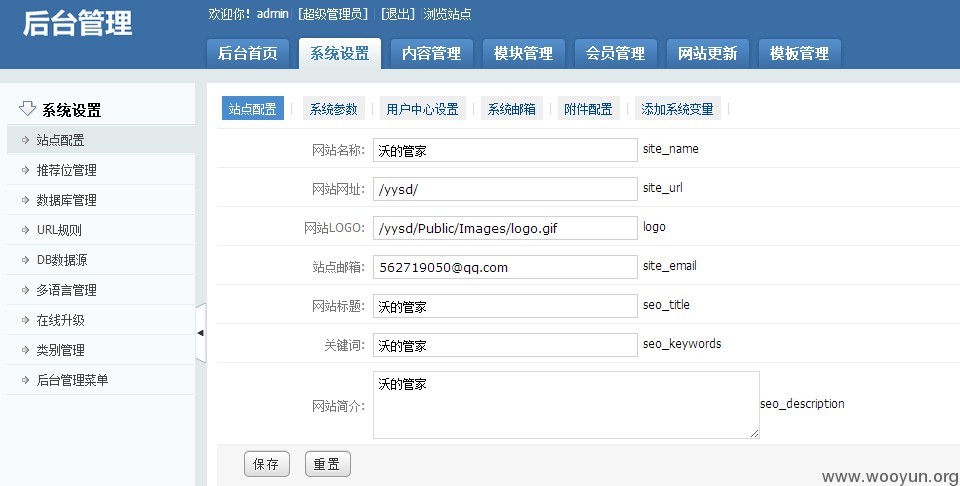 后台管理
欢迎你! admin | [超级管理员] | [退出] 浏览站点
后台首页 系统设置 内容管理 模块管理 会员管理 网站更新 模板管理
系统设置
站点配置
推荐位管理
数据库管理
URL规则
DB数据源
多语言管理
在线升级
类别管理
后台管理菜单
站点配置 | 系统参数 | 用户中心设置 | 系统邮箱 | 附件配置 | 添加系统变量 |
网站名称: 沃的管家 site_name
网站网址: /yysd/ site_url
网站LOGO: /yysd/Public/Images/logo.gif logo
站点邮箱: 562719050@qq.com site_email
网站标题: 沃的管家 seo_title
关键词: 沃的管家 seo_keywords
网站简介: 沃的管家 seo_description
保存 重置
www.wooyun.org